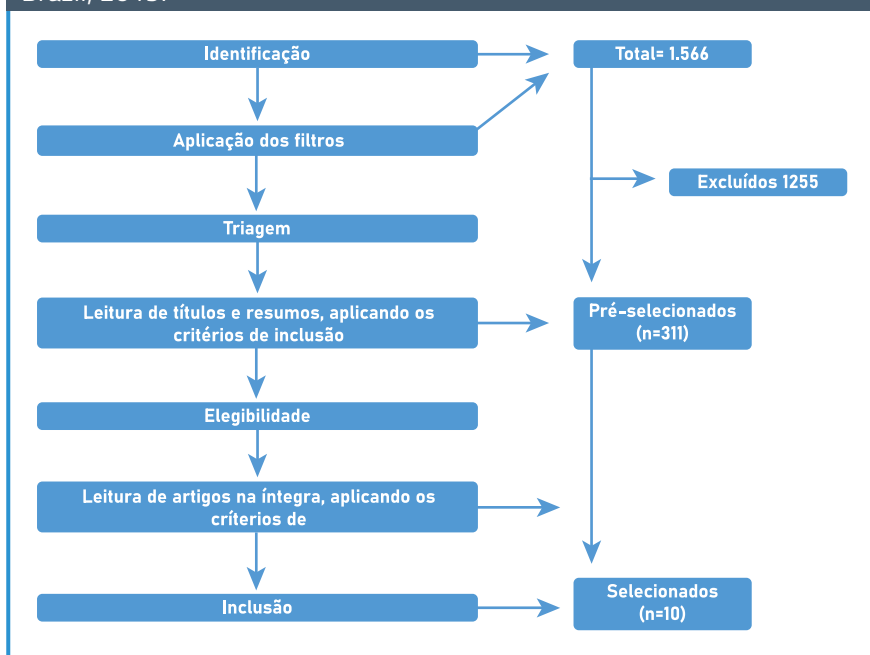 Identificação
Total= 1.566
Aplicação dos filtros
Excluídos 1255
Triagem
Leitura de títulos e resumos, aplicando os
critérios de inclusão
Pré-selecionados
(n=311)
Elegibilidade
Leitura de artigos na íntegra, aplicando os
críterios de
Inclusão
Selecionados
(n=10)